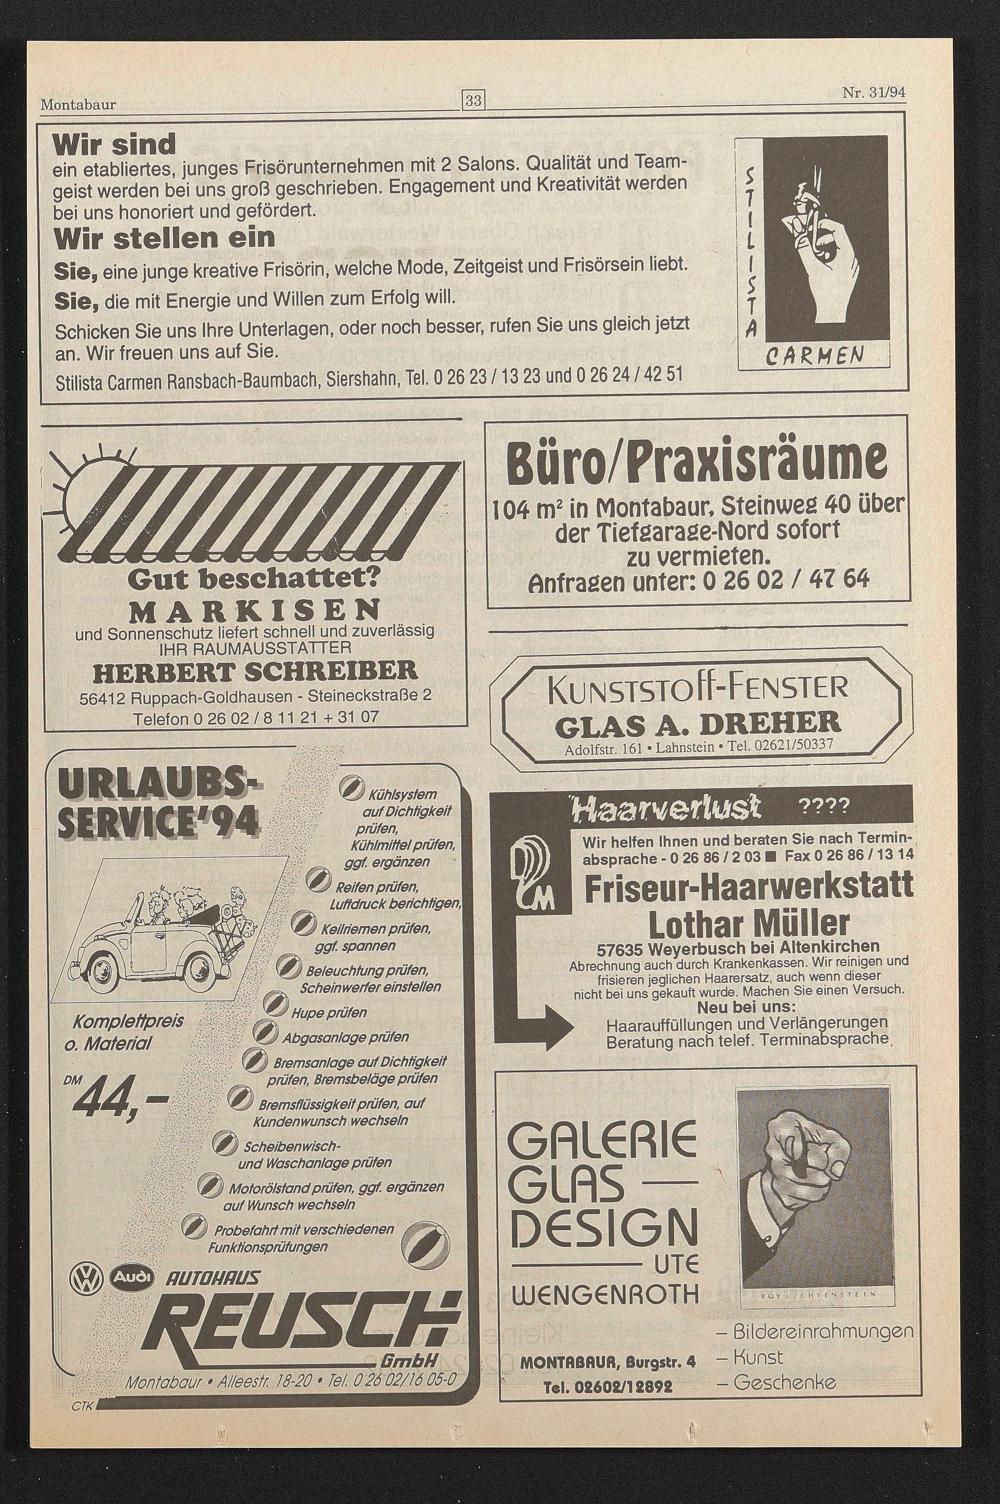 Montabaur
33
Nr. 31/94
Wir sind
ein etabliertes, junges Frisörunternehmen mit 2 Salons. Qualität und Team-
geist werden bei uns groß geschrieben. Engagement und Kreativität werden
bei uns honoriert und gefördert.
Wir stellen ein
Sie, eine junge kreative Frisörin, welche Mode, Zeitgeist und Frisörsein liebt.
Sie, die mit Energie und Willen zum Erfolg will.
Schicken Sie uns Ihre Unterlagen, oder noch besser, rufen Sie uns gleich jetzt
an. Wir freuen uns auf Sie.
Stilista Carmen Ransbach-Baumbach, Siershahn, Tel. 0 26 23 / 13 23 und 0 26 24 / 42 51
STILISTA
CARMEN
Gut beschattet?
MARKISEN
und Sonnenschutz liefert schnell und zuverlässig
IHR RAUMAUSSTATTER
HERBERT SCHREIBER
56412 Ruppach-Goldhausen - Steineckstraße 2
Telefon 0 26 02 / 8 11 21 + 31 07
Büro/Praxisräume
104 m² in Montabaur, Steinweg 40 über
der Tiefgarage-Nord sofort
zu vermieten.
Anfragen unter: 0 26 02 / 47 64
KUNSTSTOFF-FENSTER
GLAS A. DREHER
Adolfstr. 161 • Lahnstein • Tel. 02621/50337
URLAUBS-
SERVICE'94
Komplettpreis
o. Material
DM
44,-
Kühlsystem
auf Dichtigkeit
prüfen,
Kühlmittel prüfen,
ggf. ergänzen
Reifen prüfen,
Luftdruck berichtigen,
Keilriemen prüfen,
ggf. spannen
Beleuchtung prüfen,
Scheinwerfer einstellen
Hupe prüfen
Abgasanlage prüfen
Bremsanlage auf Dichtigkeit
prüfen, Bremsbeläge prüfen
Bremsflüssigkeit prüfen, auf
Kundenwunsch wechseln
Scheibenwisch-
und Waschanlage prüfen
Motorölstand prüfen, ggf. ergänzen
auf Wunsch wechseln
Probefahrt mit verschiedenen
Funktionsprüfungen
VW
Audi
AUTOHAUS
REUSCH
GmbH
Montabaur • Alleestr. 18-20 • Tel. 0 26 02/16 05-0
CTK
Haarverlust ????
Wir helfen Ihnen und beraten Sie nach Termin-
absprache - 0 26 86 / 2 03 ■ Fax 0 26 86 / 13 14
Friseur-Haarwerkstatt
Lothar Müller
57635 Weyerbusch bei Altenkirchen
Abrechnung auch durch Krankenkassen. Wir reinigen und
frisieren jeglichen Haarersatz, auch wenn dieser
nicht bei uns gekauft wurde. Machen Sie einen Versuch.
Neu bei uns:
Haarauffüllungen und Verlängerungen
Beratung nach telef. Terminabsprache.
GALERIE
GLAS —
DESIGN
UTE
WENGENROTH
MONTABAUR, Burgstr. 4
Tel. 02602/12892
ROY LICHTENSTEIN
– Bildereinrahmungen
– Kunst
– Geschenke